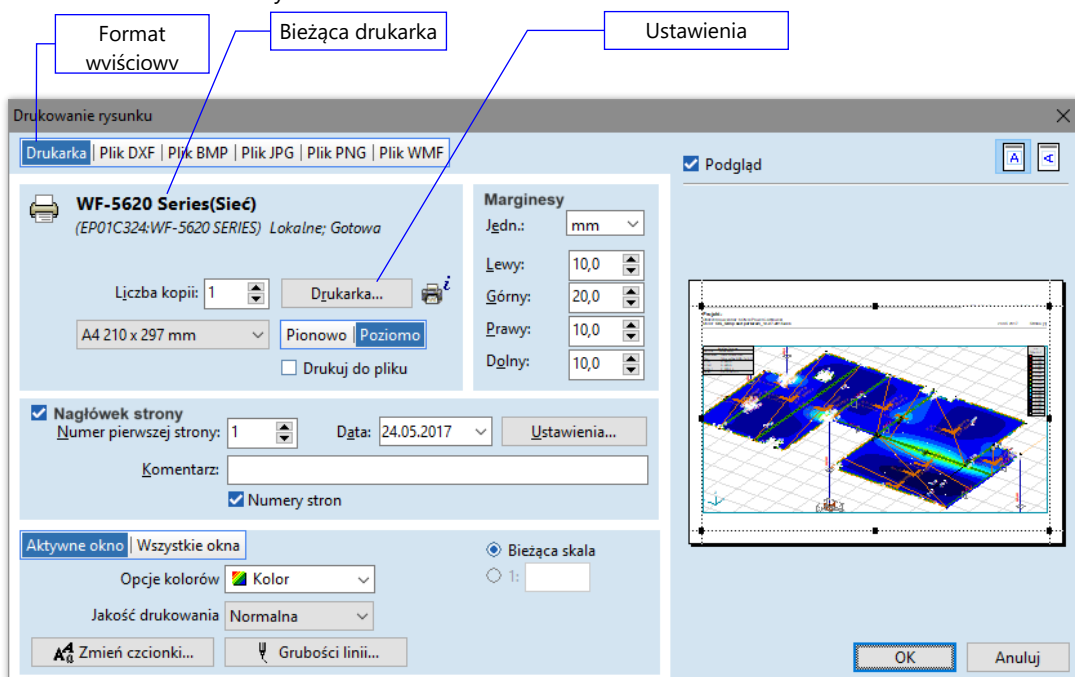 Format
wyjściowy
Bieżąca drukarka
Ustawienia
Drukowanie rysunku
Drukarka | Plik DXF | Plik BMP | Plik JPG | Plik PNG | Plik WMF
Podgląd
WF-5620 Series(Sieć)
(EP01C324:WF-5620 SERIES) Lokalne; Gotowa
Liczba kopii: 1
Drukarka...
A4 210 x 297 mm
Pionowo | Poziomo
Drukuj do pliku
Marginesy
Jedn.: mm
Lewy: 10,0
Górny: 20,0
Prawy: 10,0
Dolny: 10,0
Nagłówek strony
Numer pierwszej strony: 1
Data: 24.05.2017
Ustawienia...
Komentarz:
Numery stron
Aktywne okno | Wszystkie okna
Opcje kolorów Kolor
Jakość drukowania Normalna
Zmień czcionki...
Grubości linii...
Bieżąca skala
1:
OK
Anuluj